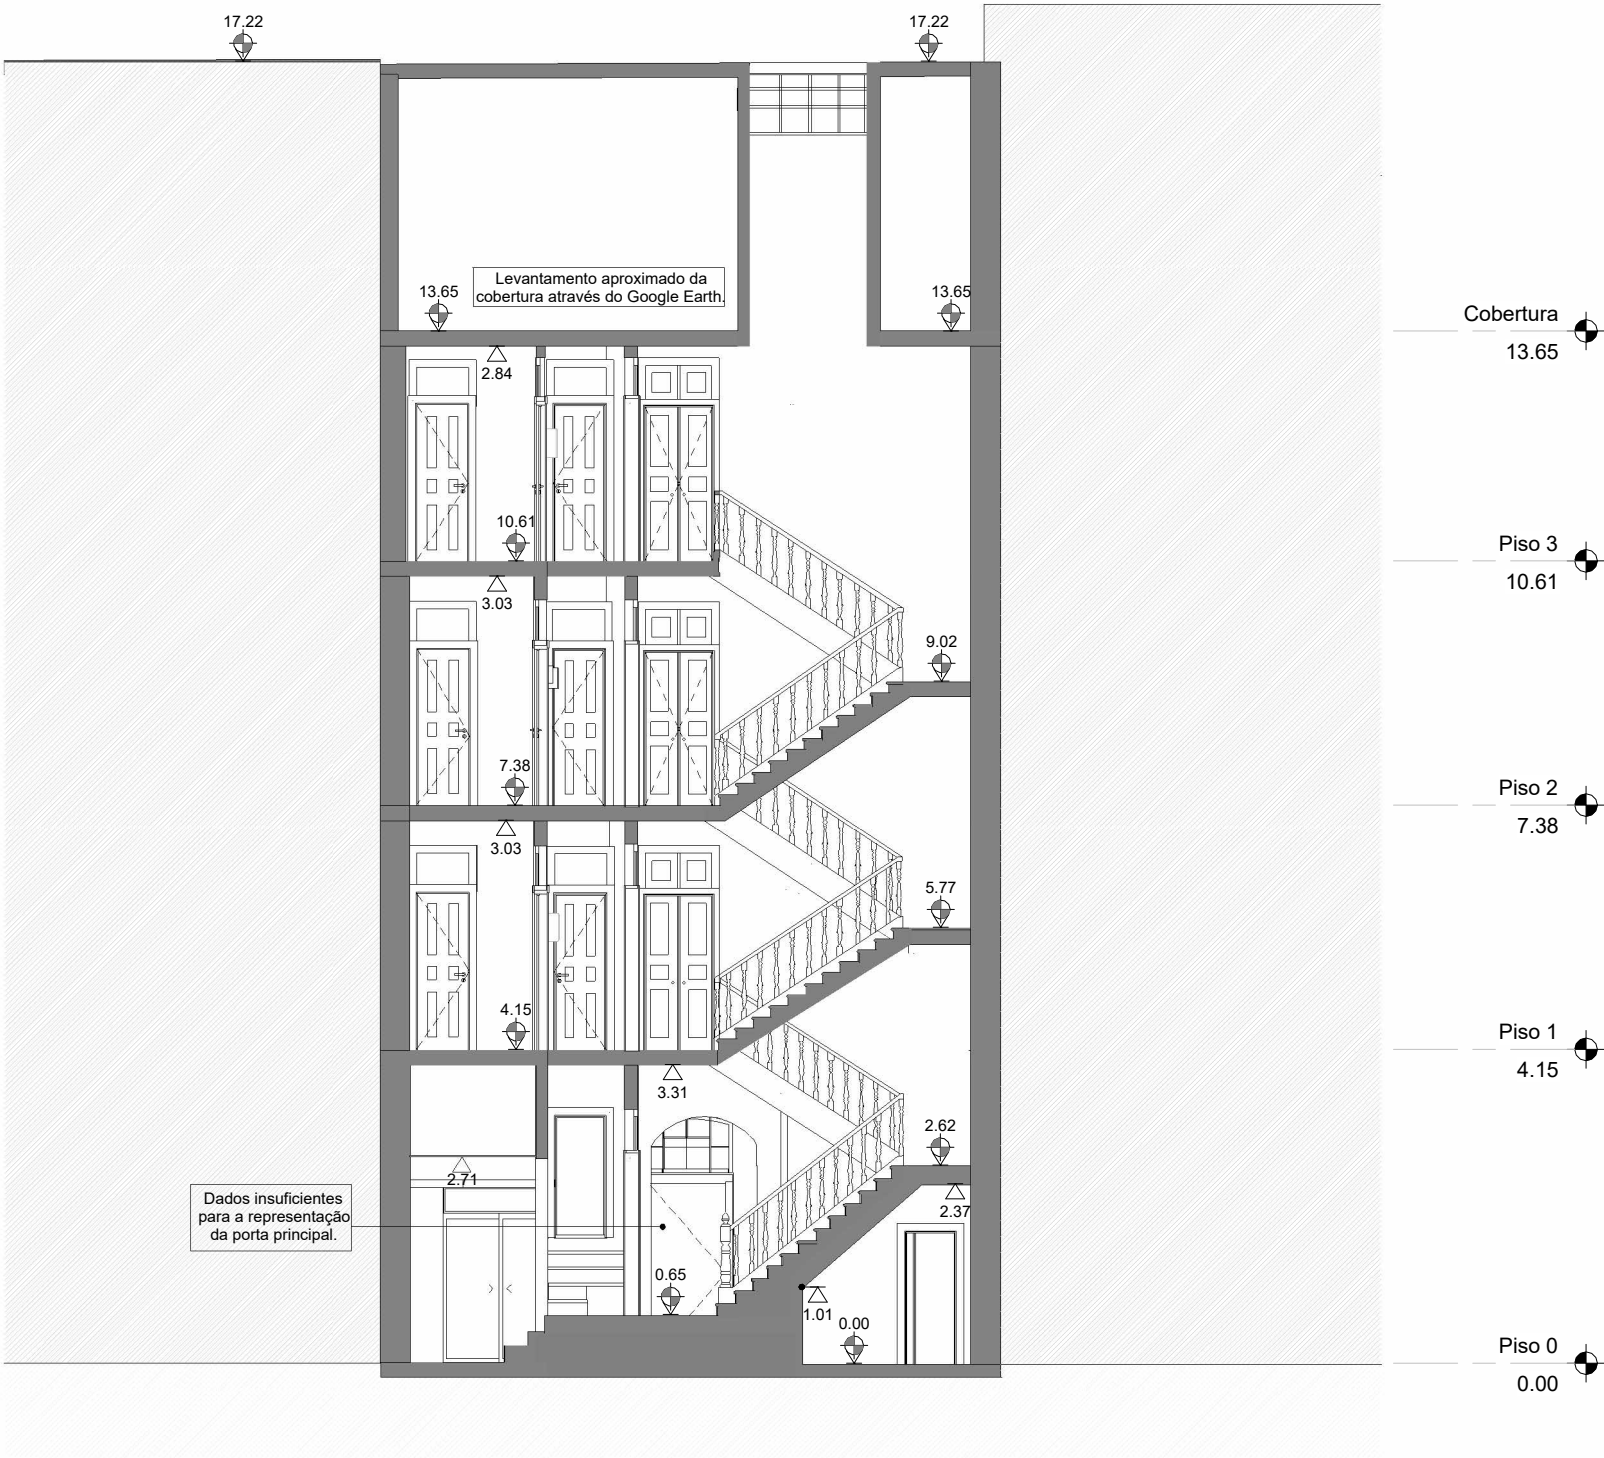 17.22
17.22
Levantamento aproximado da
cobertura através do Google Earth.
13.65
13.65
Cobertura
13.65
2.84
10.61
Piso 3
10.61
3.03
9.02
7.38
Piso 2
7.38
3.03
5.77
4.15
Piso 1
4.15
3.31
2.62
2.71
Dados insuficientes
para a representação
da porta principal.
2.37
0.65
1.01
0.00
Piso 0
0.00